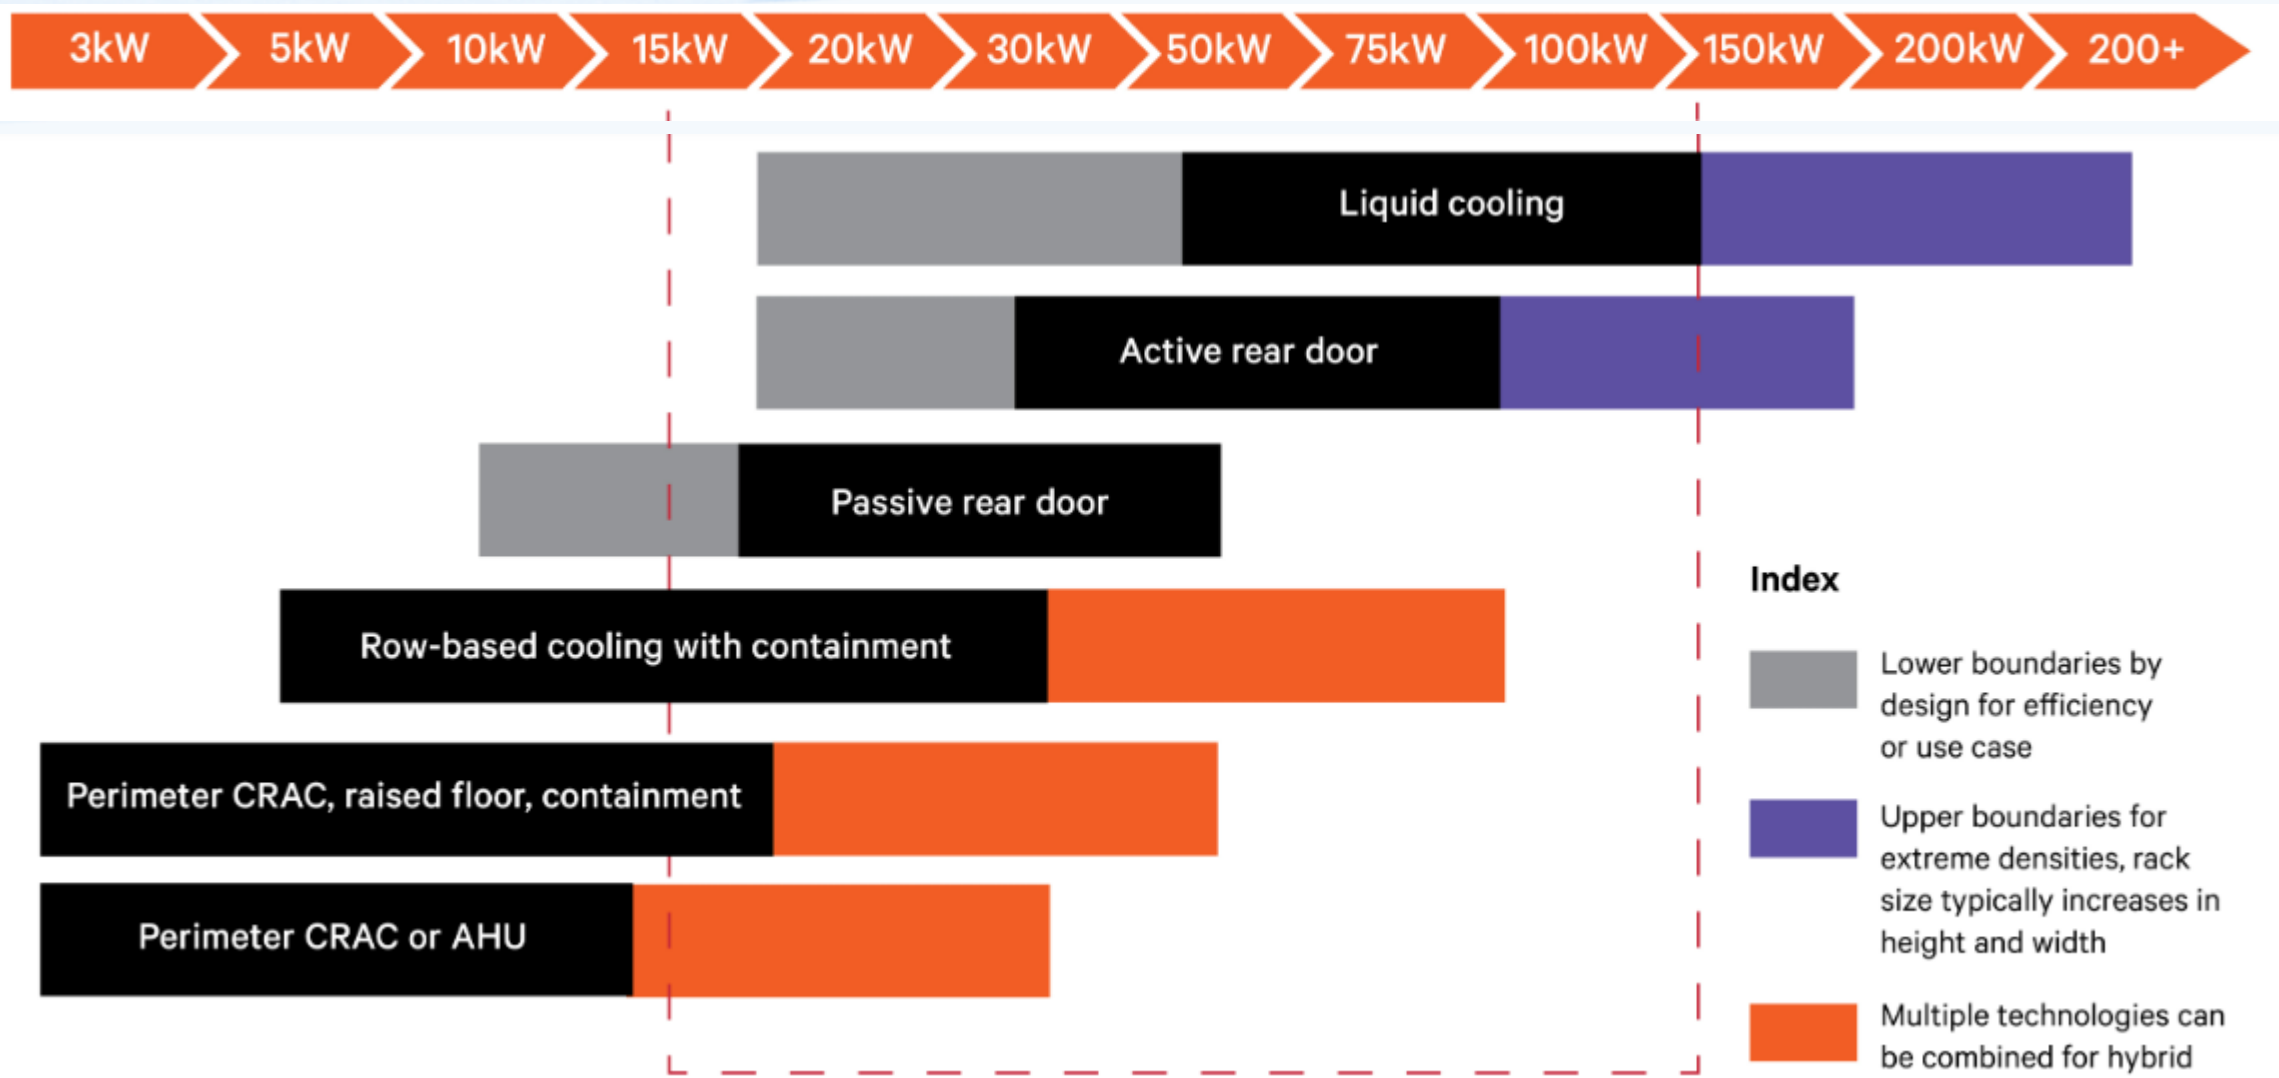 3kW 5kW 10kW 15kW 20kW 30kW 50kW 75kW 100kW 150kW 200kW 200+
Liquid cooling
Active rear door
Passive rear door
Row-based cooling with containment
Perimeter CRAC, raised floor, containment
Perimeter CRAC or AHU
Index
Lower boundaries by
design for efficiency
or use case
Upper boundaries for
extreme densities, rack
size typically increases in
height and width
Multiple technologies can
be combined for hybrid